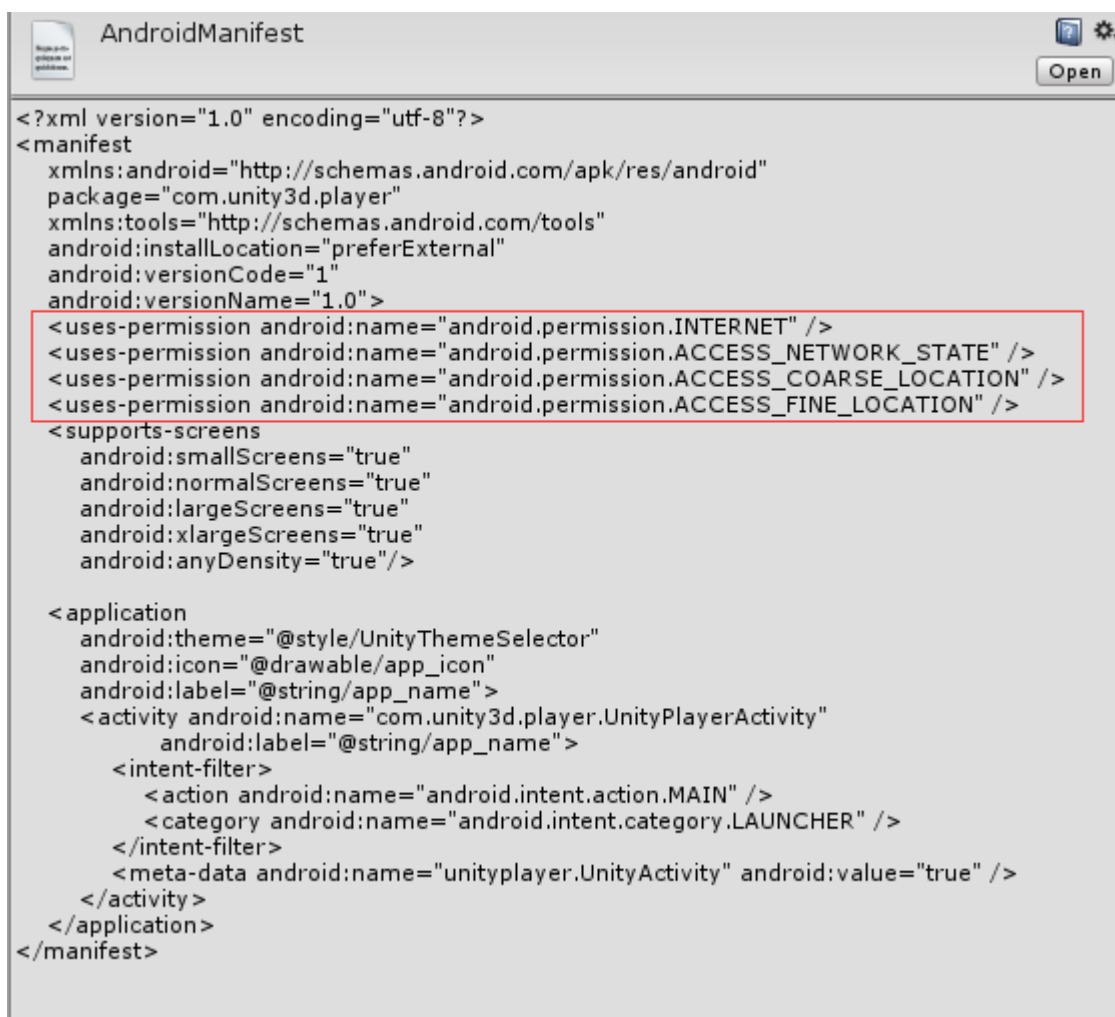 AndroidManifest
Open
<?xml version="1.0" encoding="utf-8"?>
<manifest
xmlns:android="http://schemas.android.com/apk/res/android"
package="com.unity3d.player"
xmlns:tools="http://schemas.android.com/tools"
android:installLocation="preferExternal"
android:versionCode="1"
android:versionName="1.0">
<uses-permission android:name="android.permission.INTERNET" />
<uses-permission android:name="android.permission.ACCESS_NETWORK_STATE" />
<uses-permission android:name="android.permission.ACCESS_COARSE_LOCATION" />
<uses-permission android:name="android.permission.ACCESS_FINE_LOCATION" />
<supports-screens
android:smallScreens="true"
android:normalScreens="true"
android:largeScreens="true"
android:xlargeScreens="true"
android:anyDensity="true"/>
<application
android:theme="@style/UnityThemeSelector"
android:icon="@drawable/app_icon"
android:label="@string/app_name">
<activity android:name="com.unity3d.player.UnityPlayerActivity"
android:label="@string/app_name">
<intent-filter>
<action android:name="android.intent.action.MAIN" />
<category android:name="android.intent.category.LAUNCHER" />
</intent-filter>
<meta-data android:name="unityplayer.UnityActivity" android:value="true" />
</activity>
</application>
</manifest>